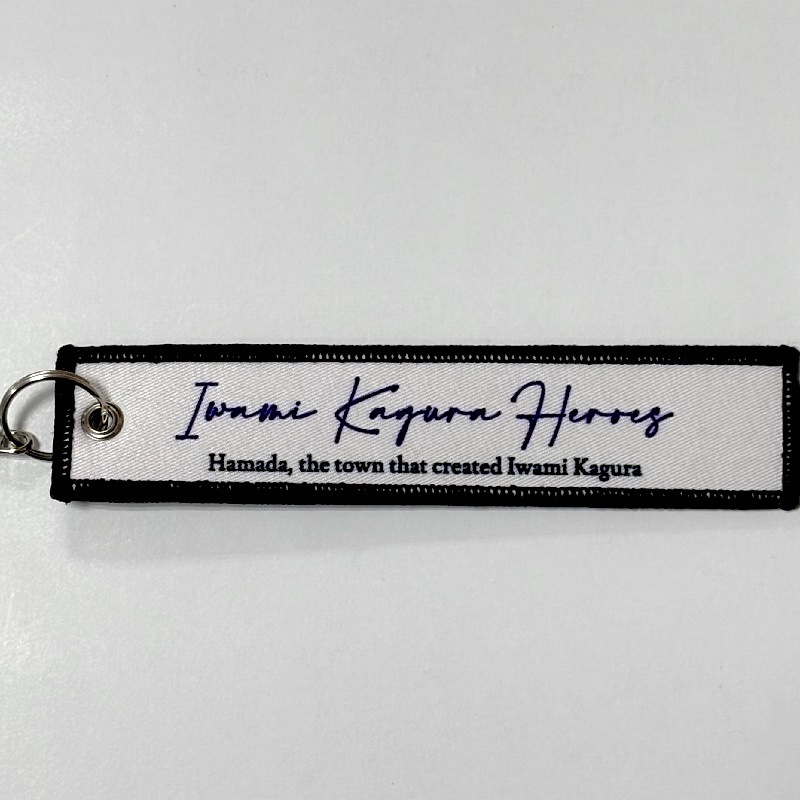 Iwami Kagura Heroes
Hamada, the town that created Iwami Kagura